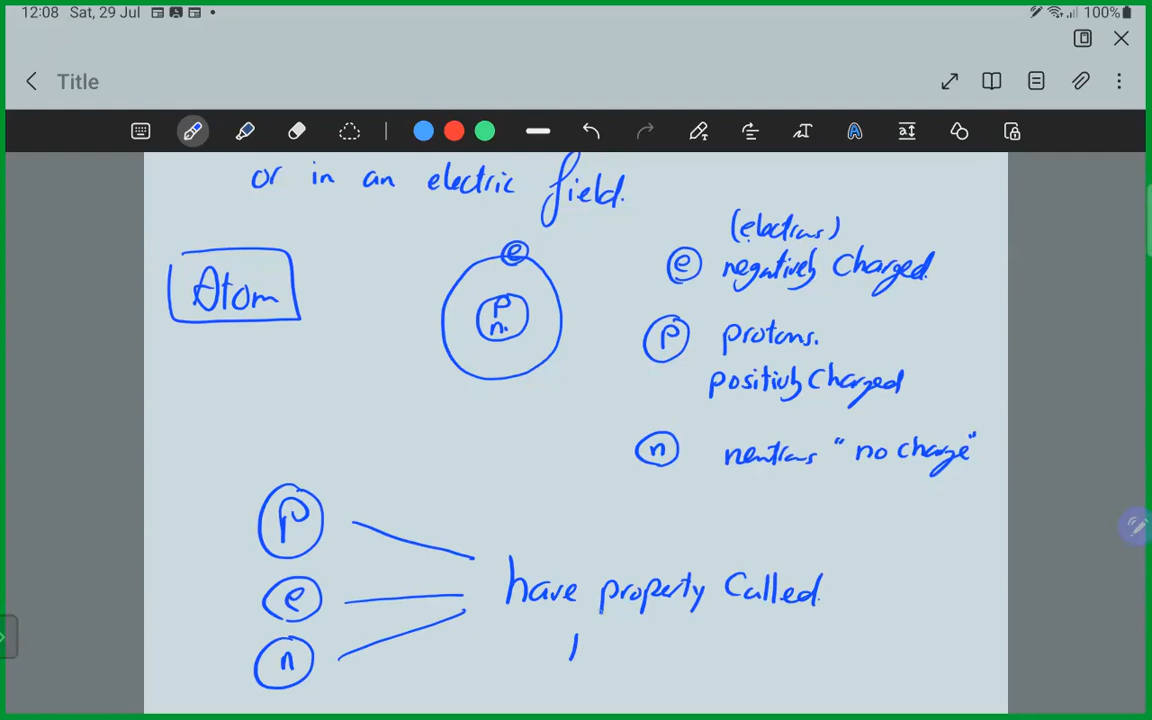 12:08 Sat, 29 Jul
100%
Title
or in an electric field.
Atom
e
p
n.
(electrons)
e negatively Charged.
p protons.
positively Charged
n neutrons "no charge"
p
e
n
have property Called.